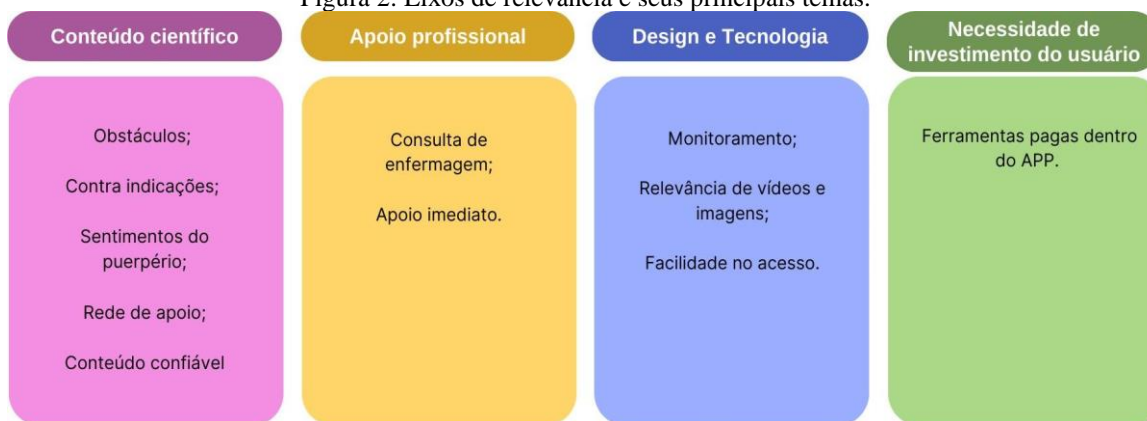 Figura 2. Eixos de relevância e seus principais temas.
Conteúdo científico
Obstáculos;
Contra indicações;
Sentimentos do
puerpério;
Rede de apoio;
Conteúdo confiável
Apoio profissional
Consulta de
enfermagem;
Apoio imediato.
Design e Tecnologia
Monitoramento;
Relevância de vídeos e
imagens;
Facilidade no acesso.
Necessidade de
investimento do usuário
Ferramentas pagas dentro
do APP.